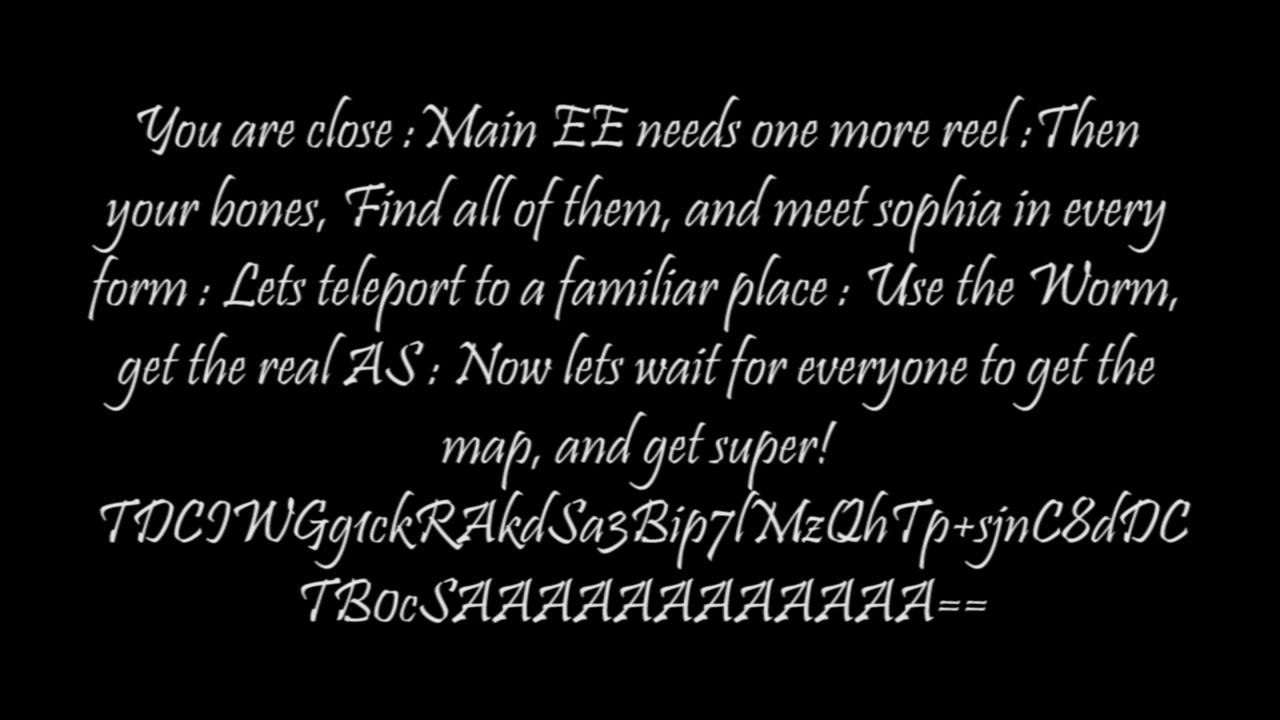 You are close : Main EE needs one more reel : Then
your bones, Find all of them, and meet sophia in every
form : Lets teleport to a familiar place : Use the Worm,
get the real AS : Now lets wait for everyone to get the
map, and get super!
TDCIWGg1ckRAkdSa3Bip7lMzQhTp+sjnC8dDC
TB0cSAAAAAAAAAAAA==